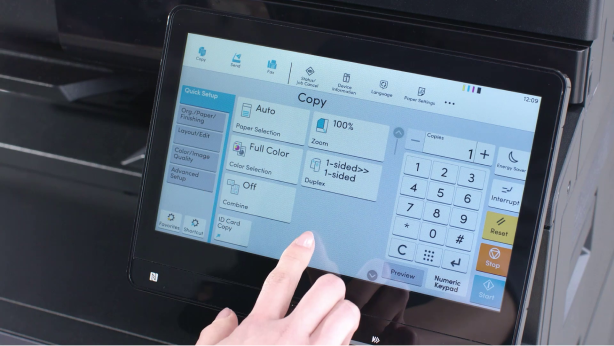 Copy
Send
Fax
Status/
Job Cancel
Device
Information
Language
Paper Settings
...
12:09
Copy
Quick Setup
Org./Paper/
Finishing
Layout/Edit
Color/Image
Quality
Advanced
Setup
Favorites
Shortcut
Auto
Paper Selection
100%
Zoom
Full Color
Color Selection
1-sided>>
1-sided
Duplex
Off
Combine
ID Card
Copy
Copies
− 1 +
1 2 3
4 5 6
7 8 9
* 0 #
C
Preview
Numeric
Keypad
Energy Saver
Interrupt
Reset
Stop
Start